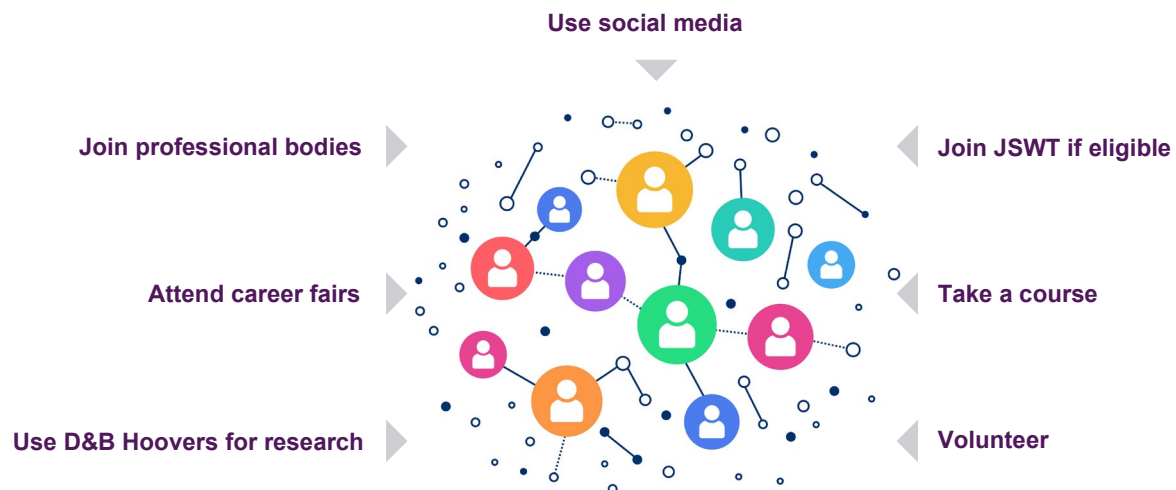 Use social media
Join professional bodies
Join JSWT if eligible
Attend career fairs
Take a course
Use D&B Hoovers for research
Volunteer